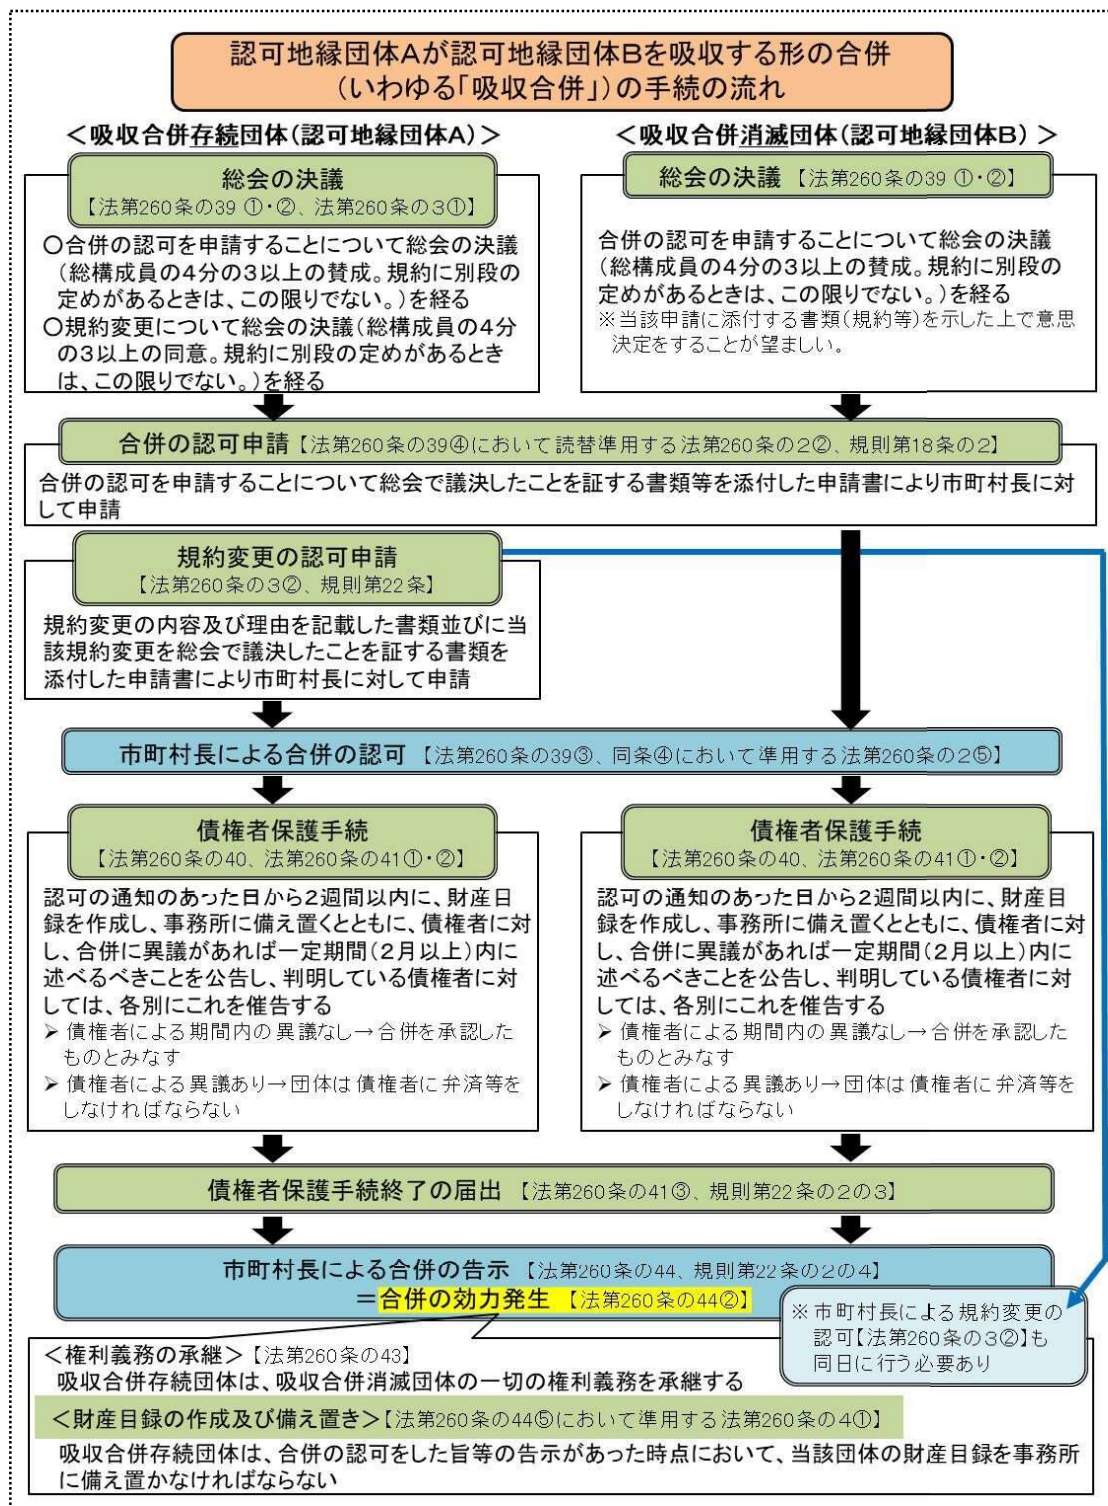 認可地縁団体Aが認可地縁団体Bを吸収する形の合併
(いわゆる「吸収合併」)の手続の流れ
＜吸収合併存続団体(認可地縁団体A)＞
総会の決議
【法第260条の39 ①・②、法第260条の3①】
○合併の認可を申請することについて総会の決議
(総構成員の4分の3以上の賛成。規約に別段の
定めがあるときは、この限りでない。)を経る
○規約変更について総会の決議(総構成員の4分
の3以上の同意。規約に別段の定めがあるとき
は、この限りでない。)を経る
＜吸収合併消滅団体(認可地縁団体B) ＞
総会の決議 【法第260条の39 ①・②】
合併の認可を申請することについて総会の決議
(総構成員の4分の3以上の賛成。規約に別段の
定めがあるときは、この限りでない。)を経る
※当該申請に添付する書類(規約等)を示した上で意思
決定をすることが望ましい。
合併の認可申請【法第260条の39④において読替準用する法第260条の2②、規則第18条の2】
合併の認可を申請することについて総会で議決したことを証する書類等を添付した申請書により市町村長に対
して申請
規約変更の認可申請
【法第260条の3②、規則第22条】
規約変更の内容及び理由を記載した書類並びに当
該規約変更を総会で議決したことを証する書類を
添付した申請書により市町村長に対して申請
市町村長による合併の認可 【法第260条の39③、同条④において準用する法第260条の2⑤】
債権者保護手続
【法第260条の40、法第260条の41①・②】
認可の通知のあった日から2週間以内に、財産目
録を作成し、事務所に備え置くとともに、債権者に対
し、合併に異議があれば一定期間(2月以上)内に
述べるべきことを公告し、判明している債権者に対
しては、各別にこれを催告する
➢ 債権者による期間内の異議なし→合併を承認した
ものとみなす
➢ 債権者による異議あり→団体は債権者に弁済等を
しなければならない
債権者保護手続
【法第260条の40、法第260条の41①・②】
認可の通知のあった日から2週間以内に、財産目
録を作成し、事務所に備え置くとともに、債権者に対
し、合併に異議があれば一定期間(2月以上)内に
述べるべきことを公告し、判明している債権者に対
しては、各別にこれを催告する
➢ 債権者による期間内の異議なし→合併を承認した
ものとみなす
➢ 債権者による異議あり→団体は債権者に弁済等を
しなければならない
債権者保護手続終了の届出 【法第260条の41③、規則第22条の2の3】
市町村長による合併の告示 【法第260条の44、規則第22条の2の4】
＝合併の効力発生 【法第260条の44②】
※市町村長による規約変更の
認可【法第260条の3②】も
同日に行う必要あり
＜権利義務の承継＞【法第260条の43】
吸収合併存続団体は、吸収合併消滅団体の一切の権利義務を承継する
＜財産目録の作成及び備え置き＞【法第260条の44⑤において準用する法第260条の4①】
吸収合併存続団体は、合併の認可をした旨等の告示があった時点において、当該団体の財産目録を事務所
に備え置かなければならない